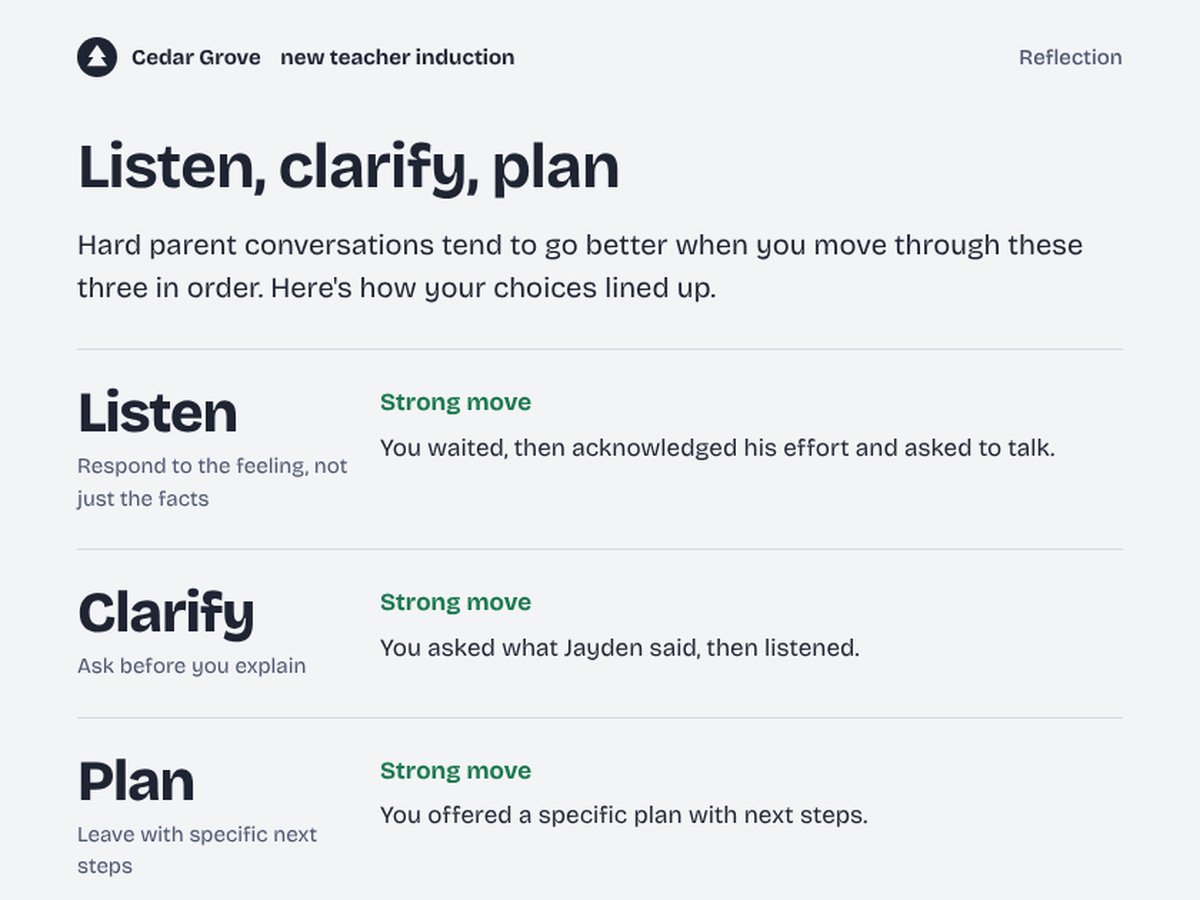 Cedar Grove new teacher induction
Reflection
Listen, clarify, plan
Hard parent conversations tend to go better when you move through these
three in order. Here's how your choices lined up.
Listen
Respond to the feeling, not
just the facts
Strong move
You waited, then acknowledged his effort and asked to talk.
Clarify
Ask before you explain
Strong move
You asked what Jayden said, then listened.
Plan
Leave with specific next
steps
Strong move
You offered a specific plan with next steps.